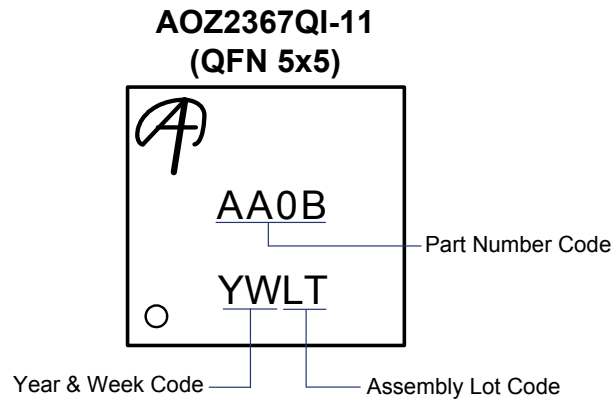 AOZ2367QI-11
(QFN 5x5)
AA0B
Part Number Code
YWLT
Year & Week Code
Assembly Lot Code